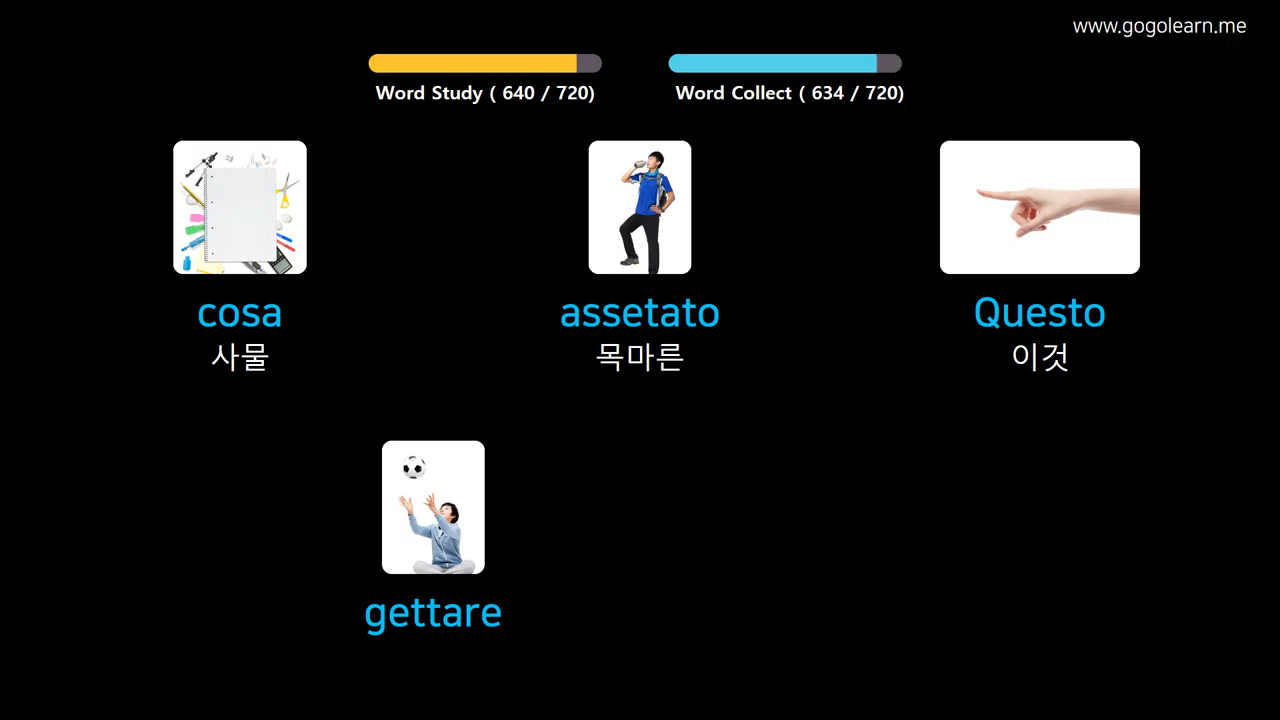 www.gogolearn.me
Word Study ( 640 / 720)
Word Collect ( 634 / 720)
cosa
사물
assetato
목마른
Questo
이것
gettare